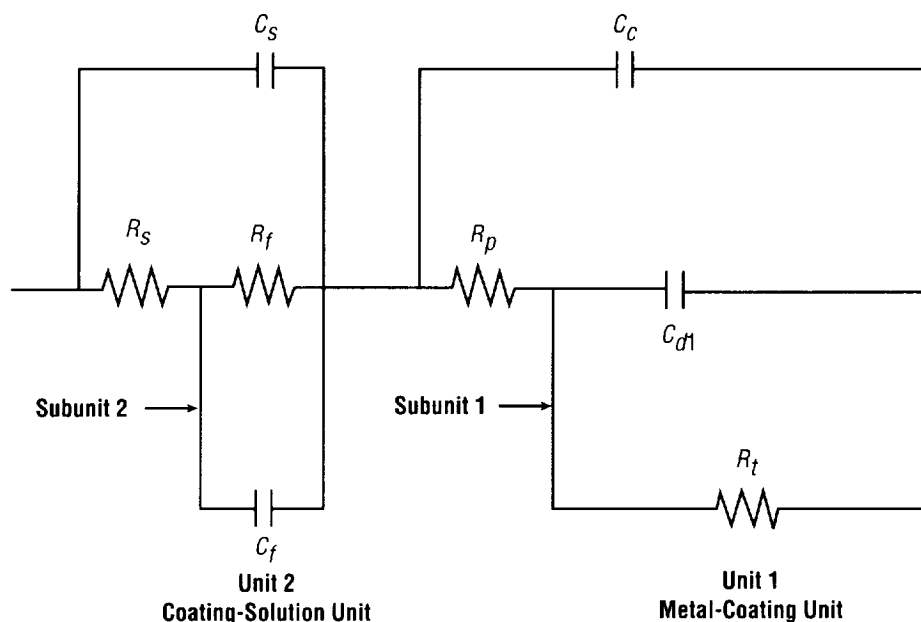 C_s
C_c
R_s
R_f
R_p
C_d1
Subunit 2
Subunit 1
R_t
C_f
Unit 2
Coating-Solution Unit
Unit 1
Metal-Coating Unit